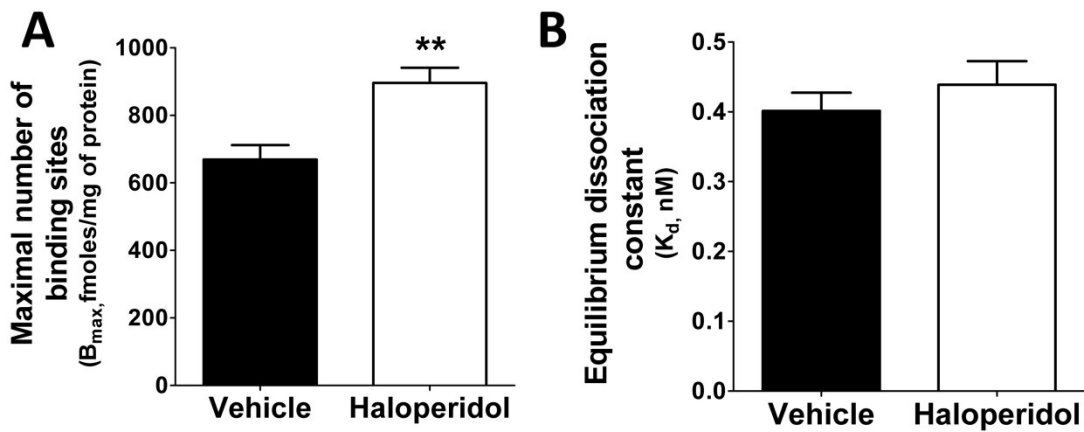 A
Maximal number of
binding sites
(Bmax, fmoles/mg of protein)
1000
800
600
400
200
0
**
Vehicle
Haloperidol
B
Equilibrium dissociation
constant
(Kd, nM)
0.5
0.4
0.3
0.2
0.1
0.0
Vehicle
Haloperidol